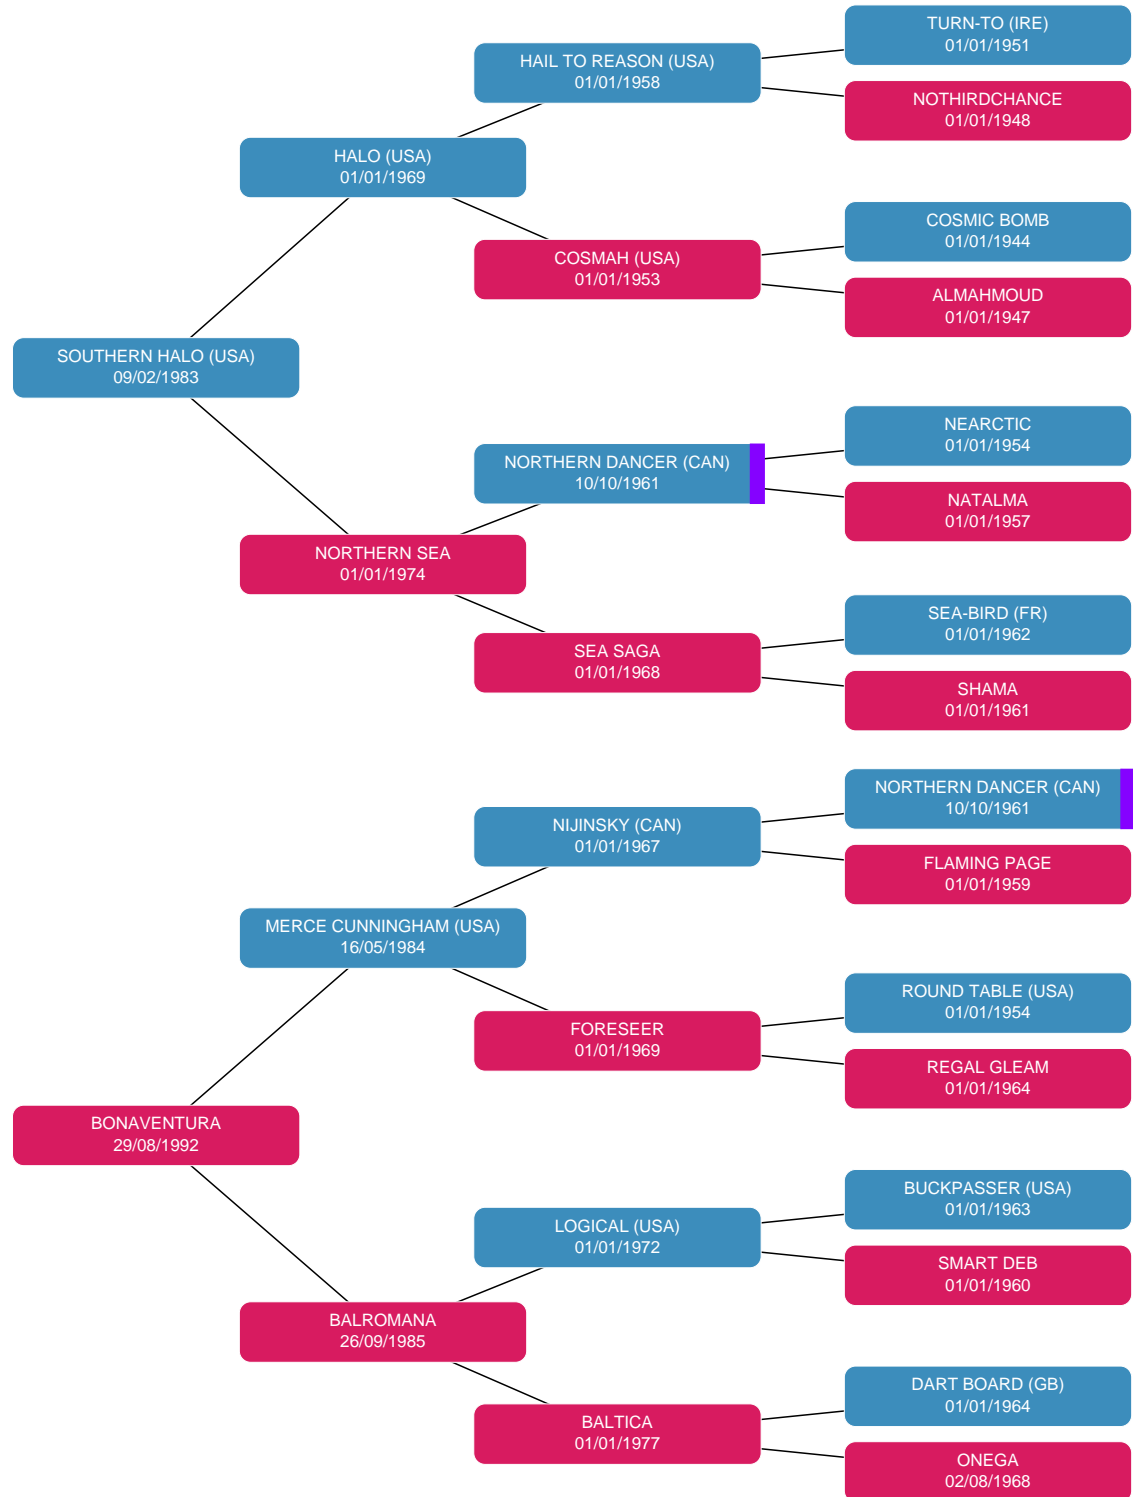 TURN-TO (IRE)
01/01/1951
HAIL TO REASON (USA)
01/01/1958
NOTHIRDCHANCE
01/01/1948
HALO (USA)
01/01/1969
COSMIC BOMB
01/01/1944
COSMAH (USA)
01/01/1953
ALMAHMOUD
01/01/1947
SOUTHERN HALO (USA)
09/02/1983
NEARCTIC
01/01/1954
NORTHERN DANCER (CAN)
10/10/1961
NATALMA
01/01/1957
NORTHERN SEA
01/01/1974
SEA-BIRD (FR)
01/01/1962
SEA SAGA
01/01/1968
SHAMA
01/01/1961
NORTHERN DANCER (CAN)
10/10/1961
NIJINSKY (CAN)
01/01/1967
FLAMING PAGE
01/01/1959
MERCE CUNNINGHAM (USA)
16/05/1984
ROUND TABLE (USA)
01/01/1954
FORESEER
01/01/1969
REGAL GLEAM
01/01/1964
BONAVENTURA
29/08/1992
BUCKPASSER (USA)
01/01/1963
LOGICAL (USA)
01/01/1972
SMART DEB
01/01/1960
BALROMANA
26/09/1985
DART BOARD (GB)
01/01/1964
BALTICA
01/01/1977
ONEGA
02/08/1968